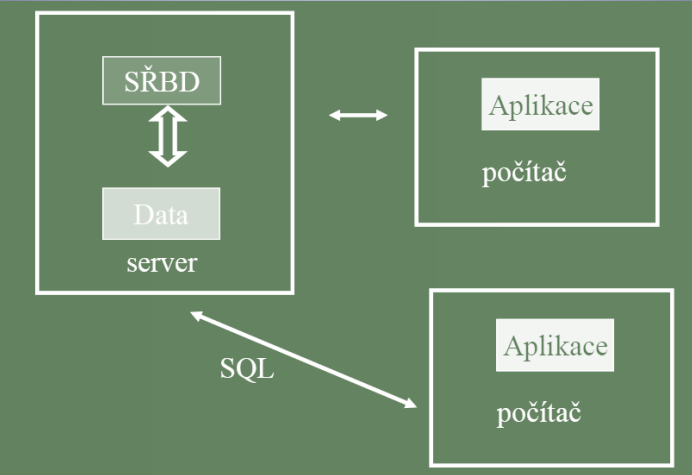 SŘBD
Data
server
Aplikace
počítač
SQL
Aplikace
počítač